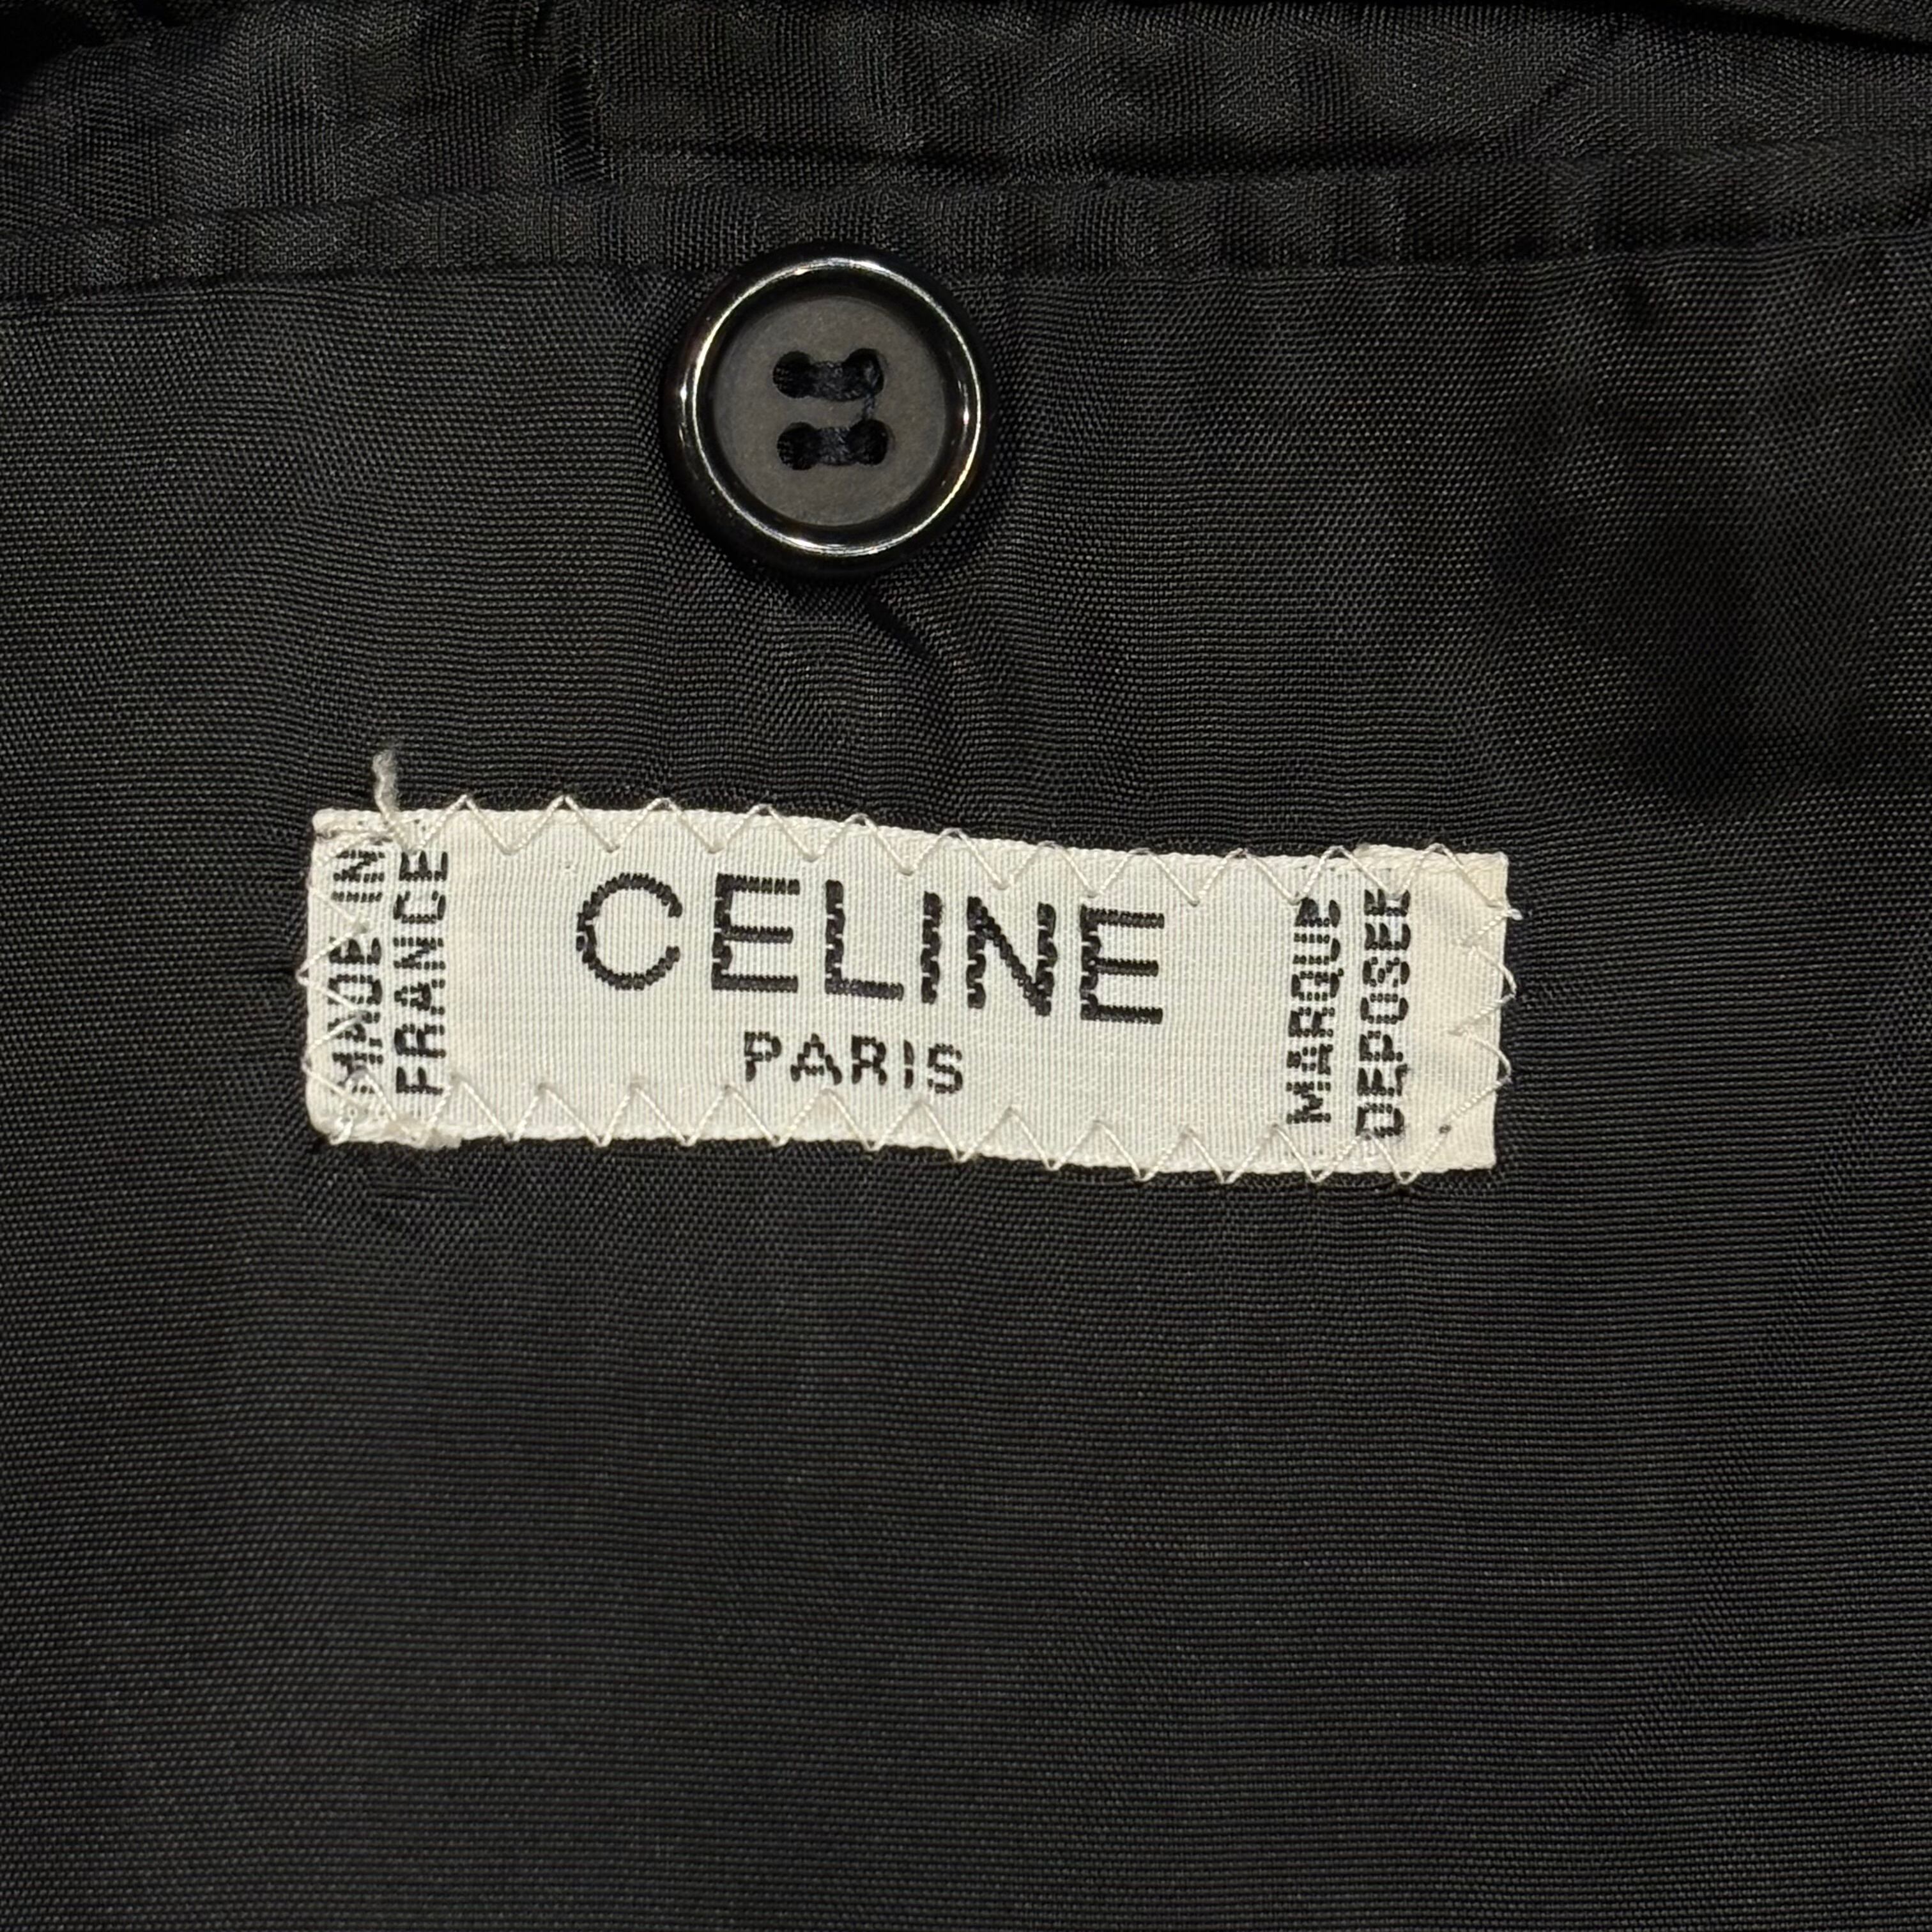 MADE IN
FRANCE
CELINE
PARIS
MARQUE
DEPOSEE